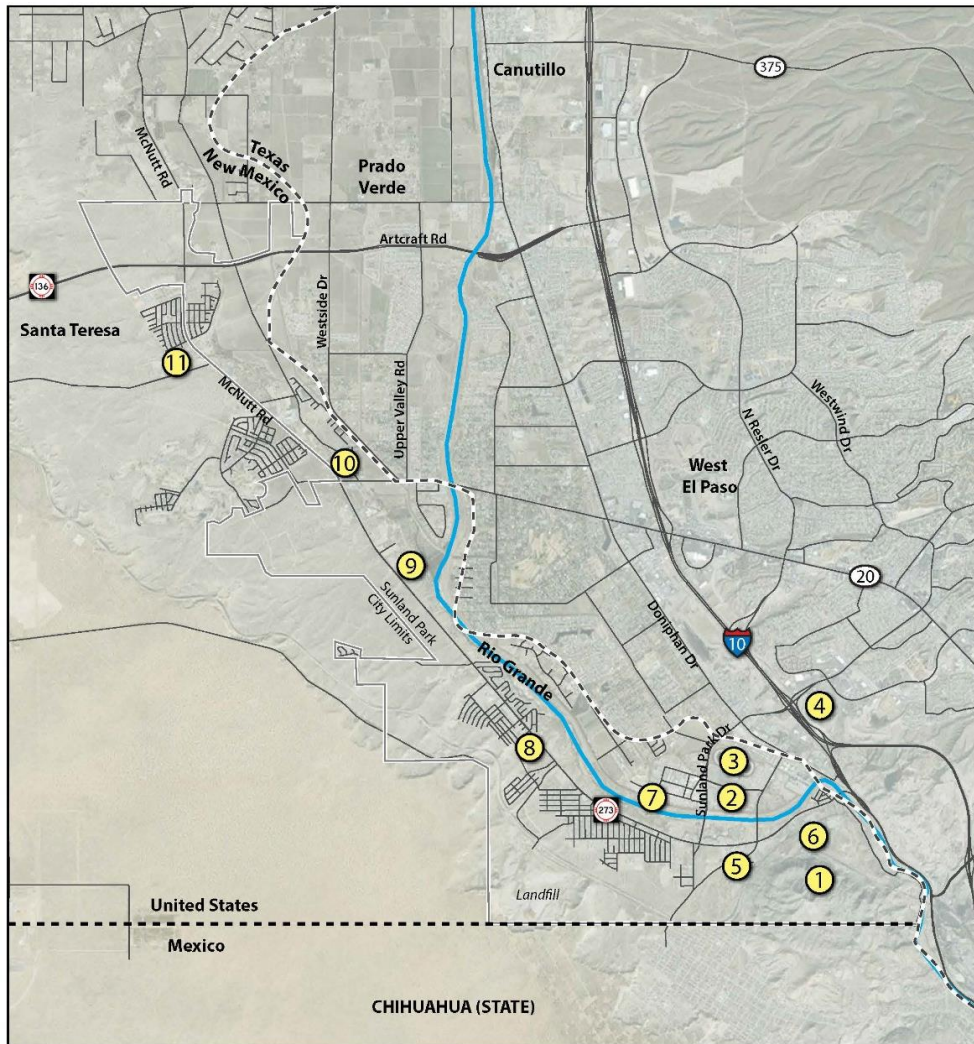 Canutillo
375
McNutt Rd
Texas
New Mexico
Prado
Verde
Artcraft Rd
136
Westside Dr
Santa Teresa
11
Upper Valley Rd
McNutt Rd
Westwind Dr
N Resler Dr
10
West
El Paso
9
20
Sunland Park
City Limits
Doniphan Dr
10
Rio Grande
4
8
3
Sunland Park Dr
7
2
273
6
5
1
Landfill
United States
Mexico
CHIHUAHUA (STATE)